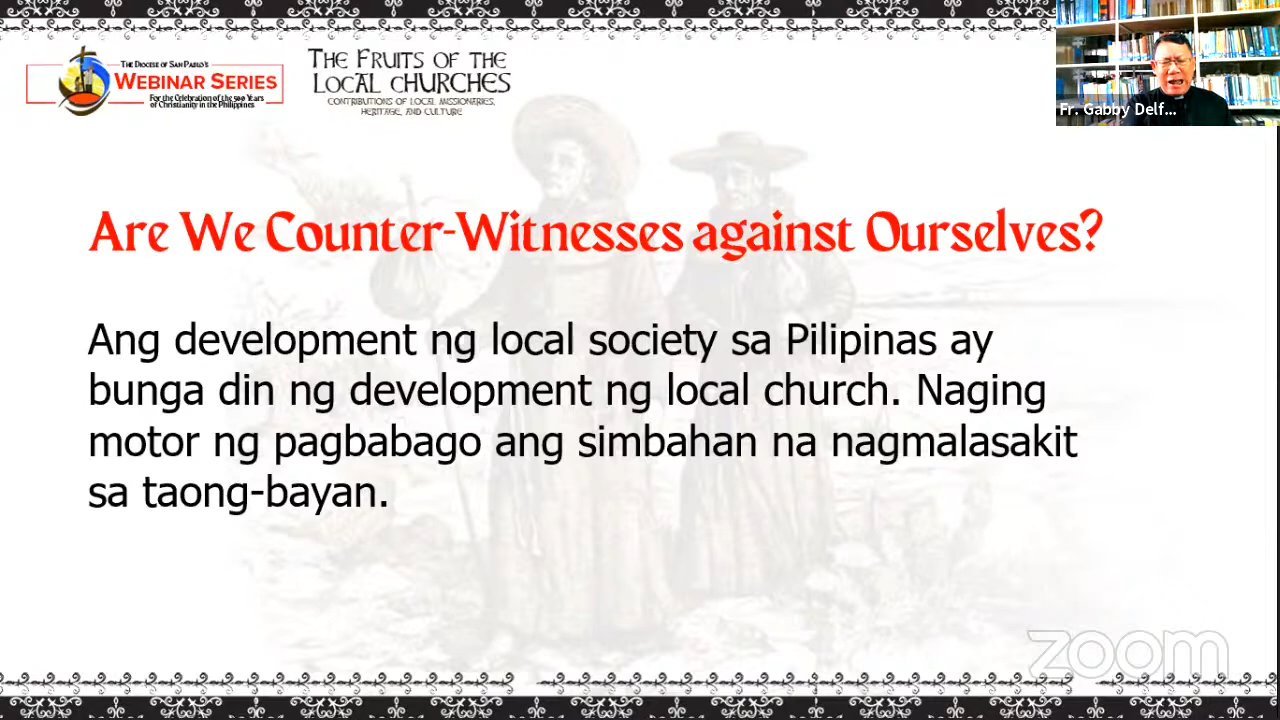 The Diocese of San Pablo's
Webinar Series
For the Celebration of the 500 Years
of Christianity in the Philippines
The Fruits of the
Local Churches
Contributions of Local Missionaries,
Heritage, and Culture
Fr. Gabby Delf...
Are We Counter-Witnesses against Ourselves?
Ang development ng local society sa Pilipinas ay
bunga din ng development ng local church. Naging
motor ng pagbabago ang simbahan na nagmalasakit
sa taong-bayan.
zoom